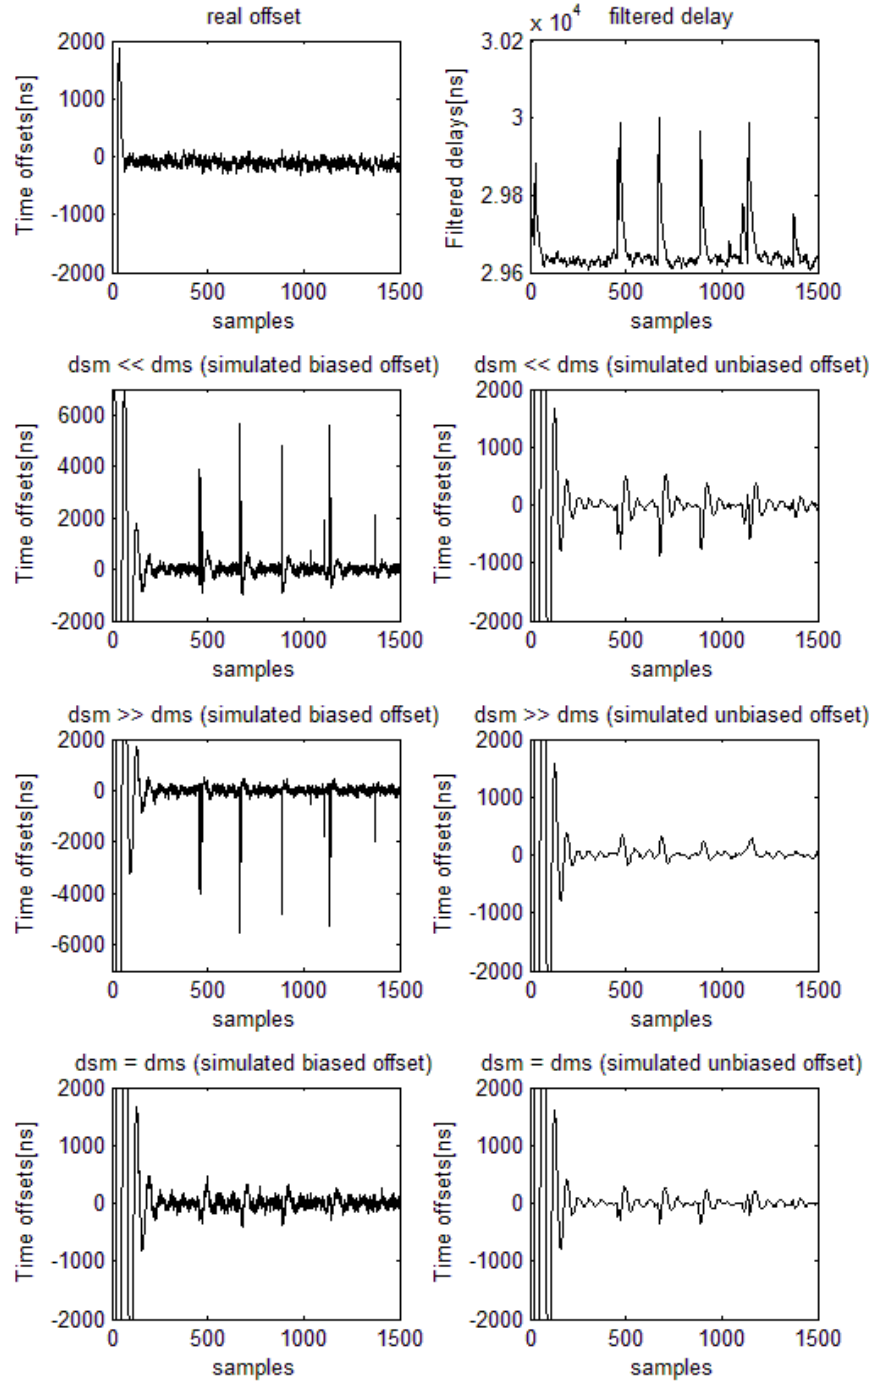 real offset
2000
1000
0
-1000
-2000
Time offsets[ns]
0 500 1000 1500
samples
x 10^4 filtered delay
3.02
3
2.98
2.96
Filtered delays[ns]
0 500 1000 1500
samples
dsm << dms (simulated biased offset)
6000
4000
2000
0
-2000
Time offsets[ns]
0 500 1000 1500
samples
dsm << dms (simulated unbiased offset)
2000
1000
0
-1000
-2000
Time offsets[ns]
0 500 1000 1500
samples
dsm >> dms (simulated biased offset)
2000
0
-2000
-4000
-6000
Time offsets[ns]
0 500 1000 1500
samples
dsm >> dms (simulated unbiased offset)
2000
1000
0
-1000
-2000
Time offsets[ns]
0 500 1000 1500
samples
dsm = dms (simulated biased offset)
2000
1000
0
-1000
-2000
Time offsets[ns]
0 500 1000 1500
samples
dsm = dms (simulated unbiased offset)
2000
1000
0
-1000
-2000
Time offsets[ns]
0 500 1000 1500
samples